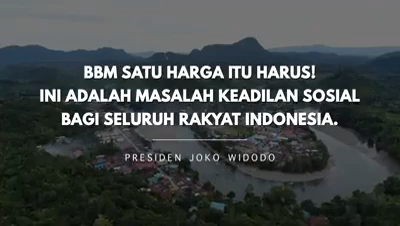 BBM SATU HARGA ITU HARUS!
INI ADALAH MASALAH KEADILAN SOSIAL
BAGI SELURUH RAKYAT INDONESIA.
PRESIDEN JOKO WIDODO